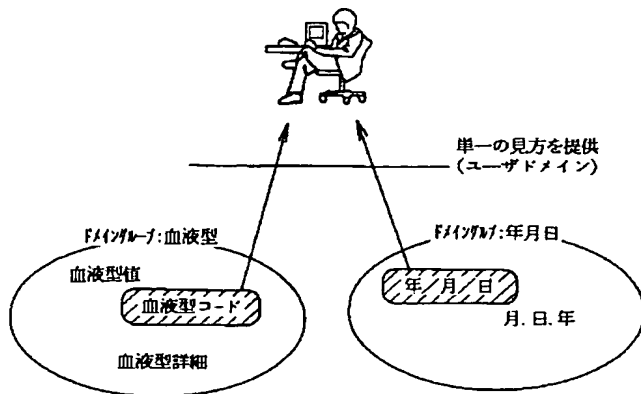 単一の見方を提供
(ユーザドメイン)
ドメイングループ:血液型
血液型値
血液型コード
血液型詳細
ドメイングルプ:年月日
年／月／日
月.日.年